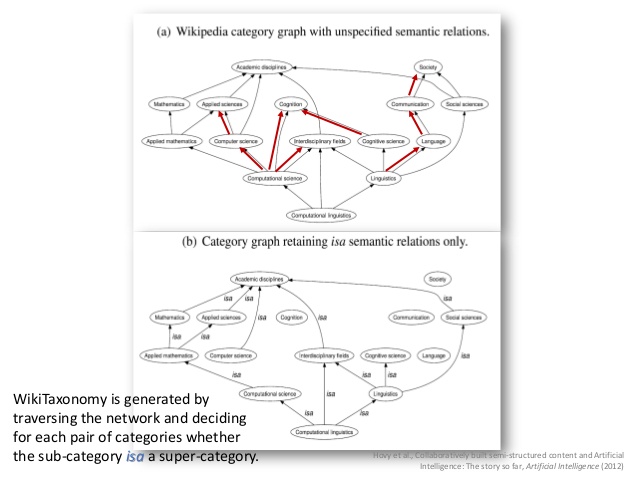 (a) Wikipedia category graph with unspecified semantic relations.
Academic disciplines
Society
Mathematics
Applied sciences
Cognition
Communication
Social sciences
Applied mathematics
Computer science
Interdisciplinary fields
Cognitive science
Language
Computational science
Linguistics
Computational linguistics
(b) Category graph retaining isa semantic relations only.
Academic disciplines
Society
isa
isa
isa
Mathematics
Applied sciences
Cognition
isa
Communication
Social sciences
isa
isa
Applied mathematics
Computer science
Interdisciplinary fields
Cognitive science
Language
isa
isa
isa
isa
Computational science
isa
Linguistics
isa
isa
Computational linguistics
WikiTaxonomy is generated by
traversing the network and deciding
for each pair of categories whether
the sub-category isa a super-category.
Hovy et al., Collaboratively built semi-structured content and Artificial
Intelligence: The story so far, Artificial Intelligence (2012)